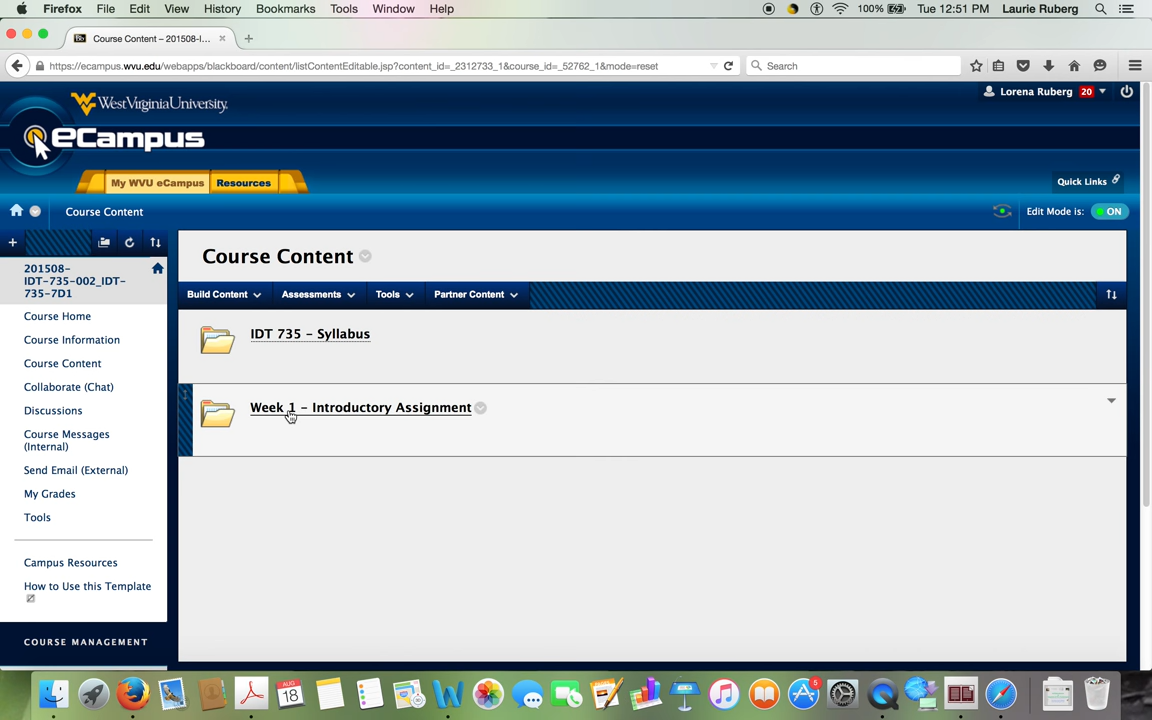 Firefox File Edit View History Bookmarks Tools Window Help 100% Tue 12:51 PM Laurie Ruberg
Course Content – 201508-I...
https://ecampus.wvu.edu/webapps/blackboard/content/listContentEditable.jsp?content_id=_2312733_1&course_id=_52762_1&mode=reset Search
WestVirginiaUniversity.
Lorena Ruberg 20
eCampus
My WVU eCampus Resources
Quick Links
Course Content
Edit Mode is: ON
201508-
IDT-735-002_IDT-
735-7D1
Course Home
Course Information
Course Content
Collaborate (Chat)
Discussions
Course Messages
(Internal)
Send Email (External)
My Grades
Tools
Campus Resources
How to Use this Template
COURSE MANAGEMENT
Course Content
Build Content Assessments Tools Partner Content
IDT 735 – Syllabus
Week 1 – Introductory Assignment
AUG
18
5